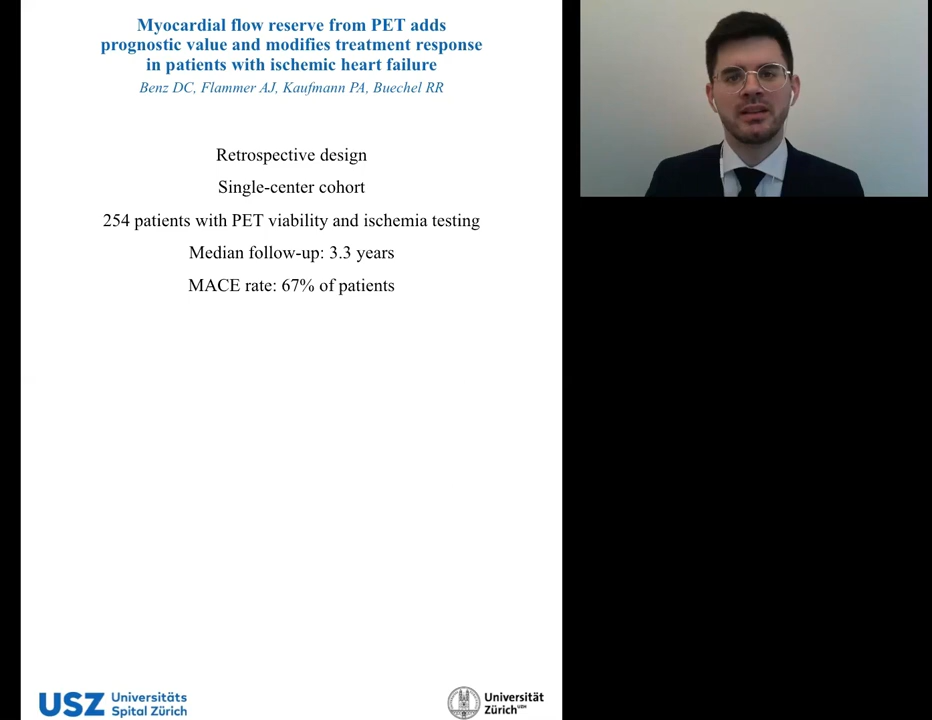 Myocardial flow reserve from PET adds
prognostic value and modifies treatment response
in patients with ischemic heart failure
Benz DC, Flammer AJ, Kaufmann PA, Buechel RR
Retrospective design
Single-center cohort
254 patients with PET viability and ischemia testing
Median follow-up: 3.3 years
MACE rate: 67% of patients
USZ Universitäts
Spital Zürich
Universität
Zürich UZH